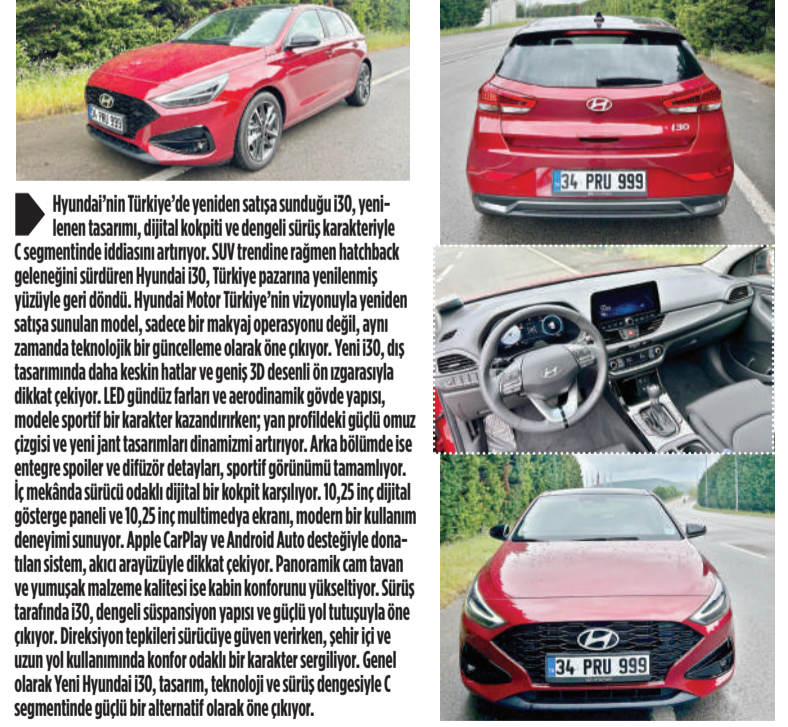 Hyundai'nin Türkiye'de yeniden satışa sunduğu i30, yeni-
lenen tasarımı, dijital kokpiti ve dengeli sürüş karakteriyle
C segmentinde iddiasını artırıyor. SUV trendine rağmen hatchback
geleneğini sürdüren Hyundai i30, Türkiye pazarına yenilenmiş
yüzüyle geri döndü. Hyundai Motor Türkiye'nin vizyonuyla yeniden
satışa sunulan model, sadece bir makyaj operasyonu değil, aynı
zamanda teknolojik bir güncelleme olarak öne çıkıyor. Yeni i30, dış
tasarımında daha keskin hatlar ve geniş 3D desenli ön ızgarasıyla
dikkat çekiyor. LED gündüz farları ve aerodinamik gövde yapısı,
modele sportif bir karakter kazandırırken; yan profildeki güçlü omuz
çizgisi ve yeni jant tasarımları dinamizmi artırıyor. Arka bölümde ise
entegre spoiler ve difüzör detayları, sportif görünümü tamamlıyor.
İç mekânda sürücü odaklı dijital bir kokpit karşılıyor. 10,25 inç dijital
gösterge paneli ve 10,25 inç multimedya ekranı, modern bir kullanım
deneyimi sunuyor. Apple CarPlay ve Android Auto desteğiyle dona-
tılan sistem, akıcı arayüzüyle dikkat çekiyor. Panoramik cam tavan
ve yumuşak malzeme kalitesi ise kabin konforunu yükseltiyor. Sürüş
tarafında i30, dengeli süspansiyon yapısı ve güçlü yol tutuşuyla öne
çıkıyor. Direksiyon tepkileri sürücüye güven verirken, şehir içi ve
uzun yol kullanımında konfor odaklı bir karakter sergiliyor. Genel
olarak Yeni Hyundai i30, tasarım, teknoloji ve sürüş dengesiyle C
segmentinde güçlü bir alternatif olarak öne çıkıyor.
34 PRU 999
i30
34 PRU 999
34 PRU 999